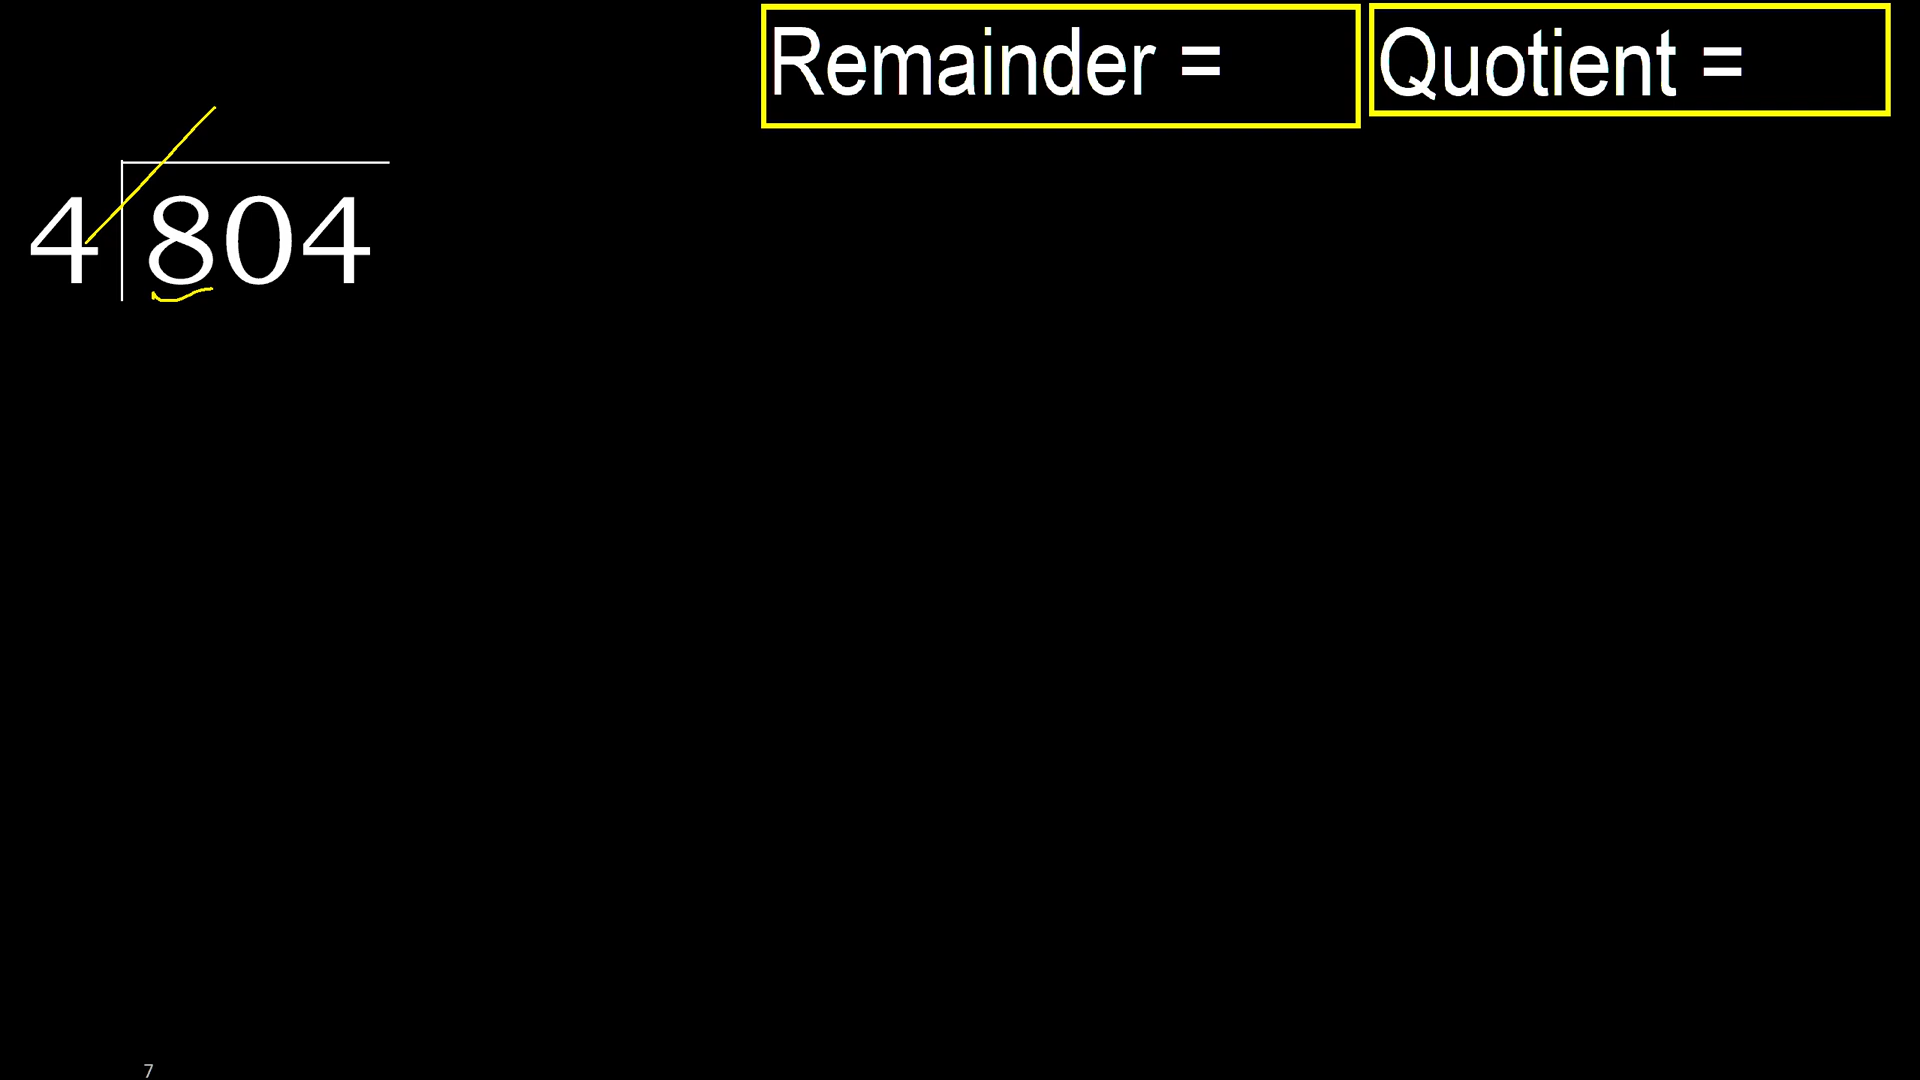 Remainder =
Quotient =
4 804
7